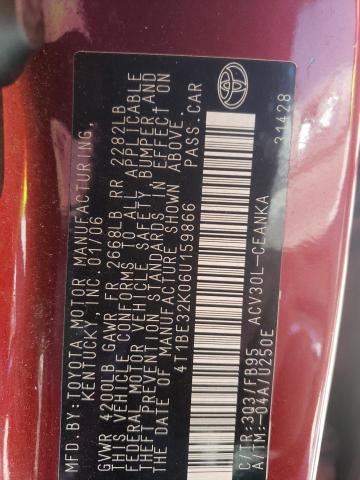 MFD.BY:TOYOTA MOTOR MANUFACTURING
KENTUCKY, INC. 01/06
GVWR 4200LB GAWR FR 2668LB RR 2282LB
THIS VEHICLE CONFORMS TO ALL APPLICABLE
FEDERAL MOTOR VEHICLE SAFETY, BUMPER AND
THEFT PREVENTION STANDARDS IN EFFECT ON
THE DATE OF MANUFACTURE SHOWN ABOVE.
4T1BE32K06U159866 PASS.CAR
C/TR:3Q3/FB95 ACV30L-CEANKA
A/TM:-04A/U250E 31428